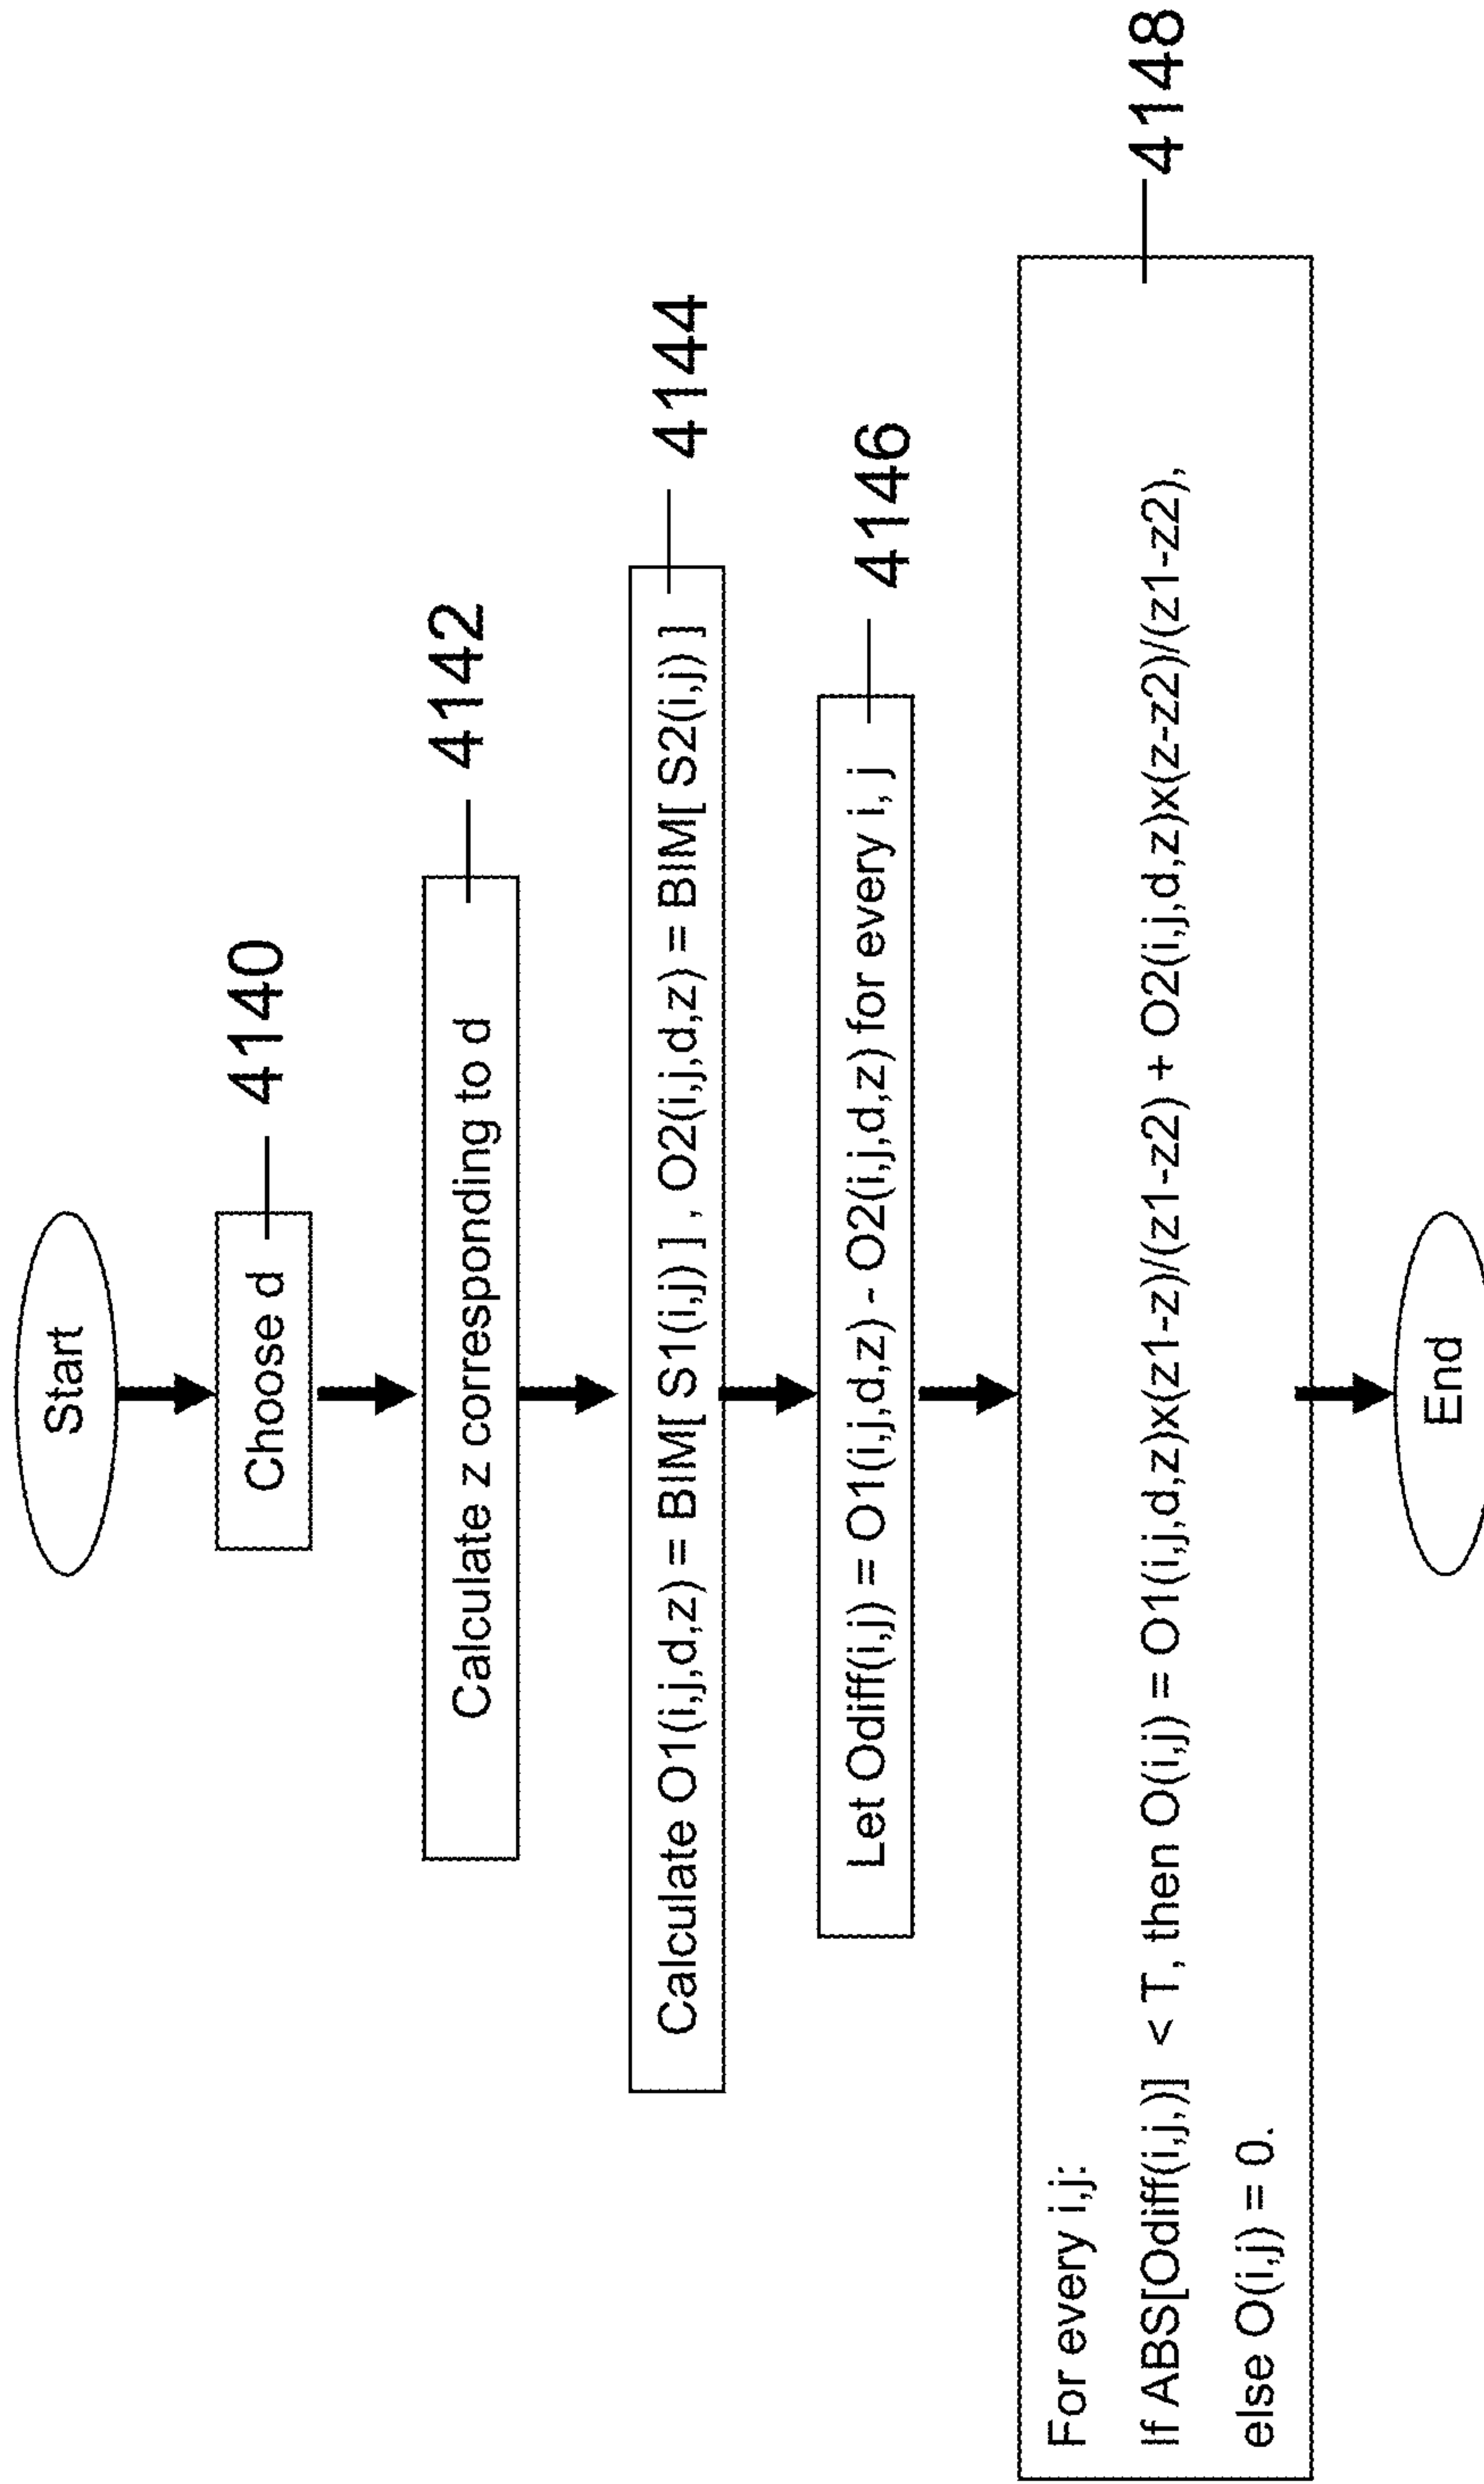 Start
Choose d
4140
Calculate z corresponding to d
4142
Calculate O1(i,j,d,z) = BIM[ S1(i,j) ] , O2(i,j,d,z) = BIM[ S2(i,j) ]
4144
Let Odiff(i,j) = O1(i,j,d,z) - O2(i,j,d,z) for every i, j
4146
For every i,j:
If ABS[Odiff(i,j,)] < T, then O(i,j) = O1(i,j,d,z)x(z1-z)/(z1-z2) + O2(i,j,d,z)x(z-z2)/(z1-z2),
else O(i,j) = 0.
4148
End